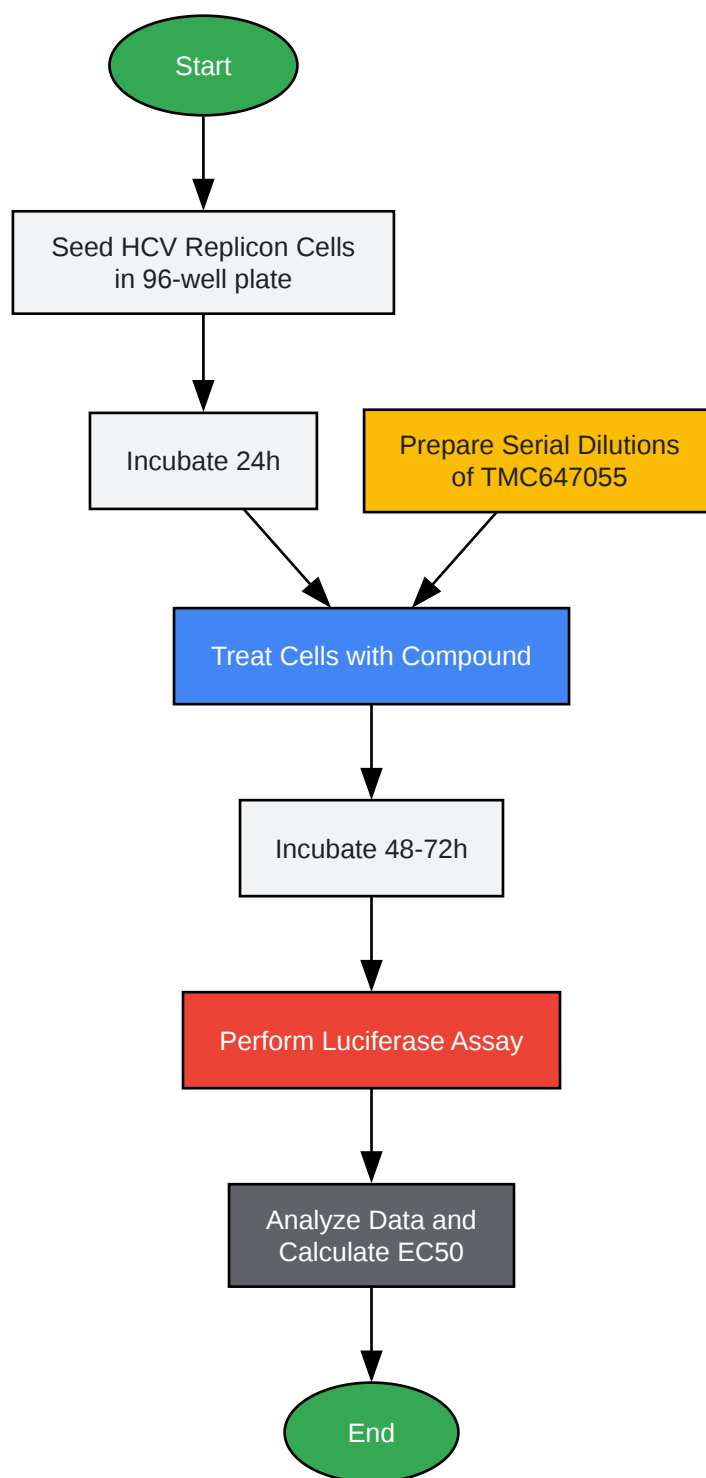 Start
Seed HCV Replicon Cells
in 96-well plate
Incubate 24h
Prepare Serial Dilutions
of TMC647055
Treat Cells with Compound
Incubate 48-72h
Perform Luciferase Assay
Analyze Data and
Calculate EC50
End